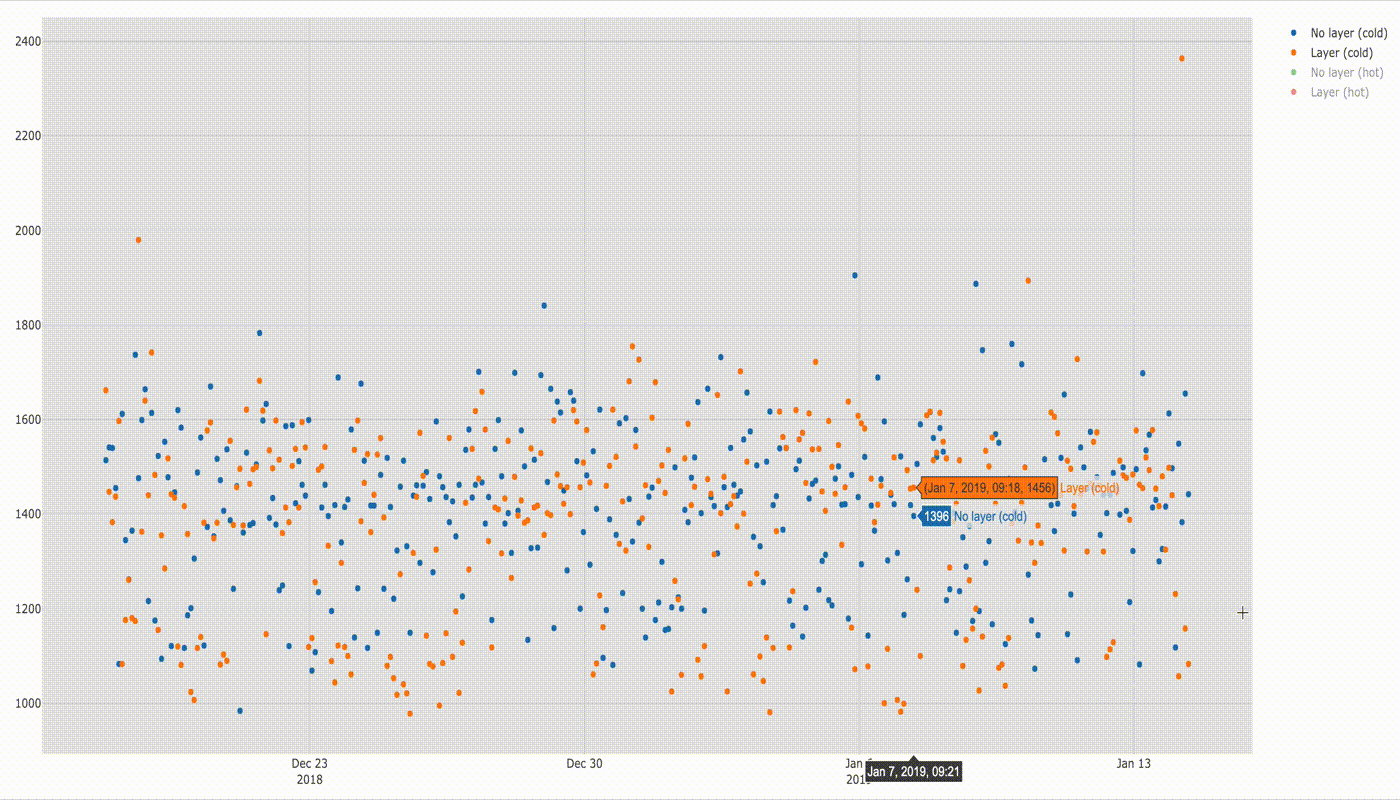 2400
2200
2000
1800
1600
1400
1200
1000
No layer (cold)
Layer (cold)
No layer (hot)
Layer (hot)
(Jan 7, 2019, 09:18, 1456) Layer (cold)
1396 No layer (cold)
Dec 23
2018
Dec 30
Jan
Jan 13
Jan 7, 2019, 09:21